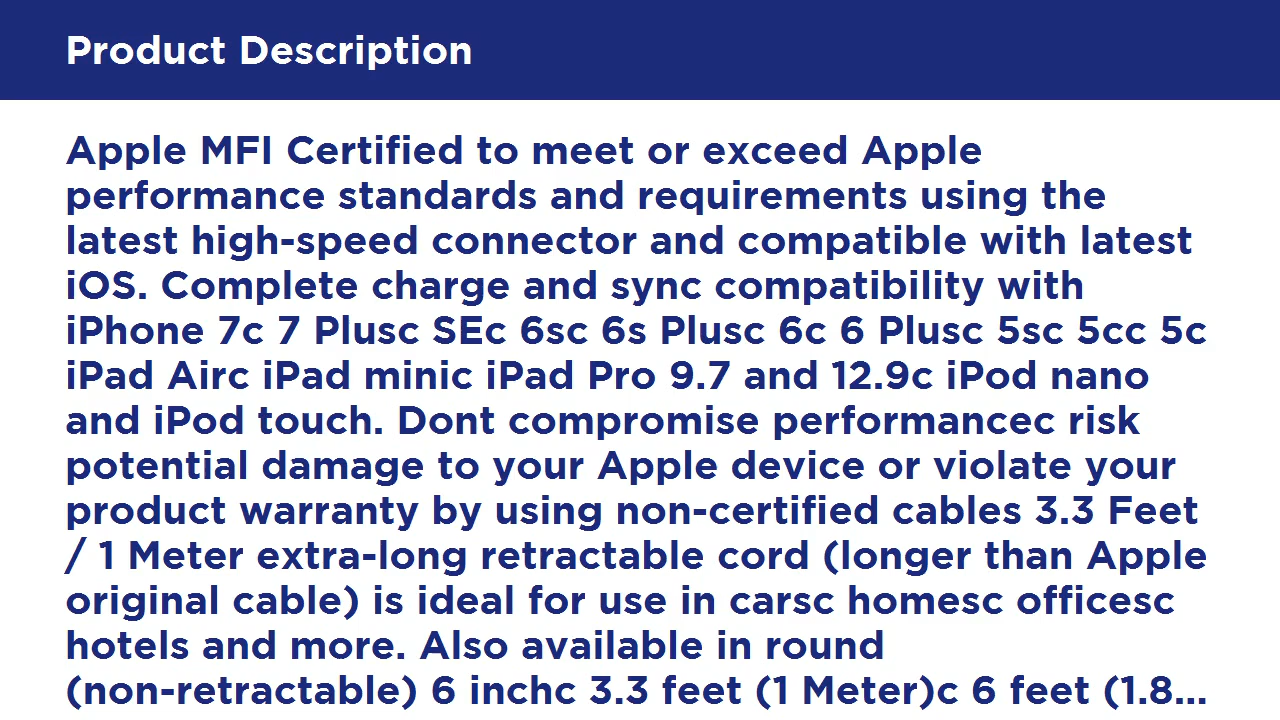 Product Description
Apple MFI Certified to meet or exceed Apple
performance standards and requirements using the
latest high-speed connector and compatible with latest
iOS. Complete charge and sync compatibility with
iPhone 7c 7 Plusc SEc 6sc 6s Plusc 6c 6 Plusc 5sc 5cc 5c
iPad Airc iPad minic iPad Pro 9.7 and 12.9c iPod nano
and iPod touch. Dont compromise performancec risk
potential damage to your Apple device or violate your
product warranty by using non-certified cables 3.3 Feet
/ 1 Meter extra-long retractable cord (longer than Apple
original cable) is ideal for use in carsc homesc officesc
hotels and more. Also available in round
(non-retractable) 6 inchc 3.3 feet (1 Meter)c 6 feet (1.8...